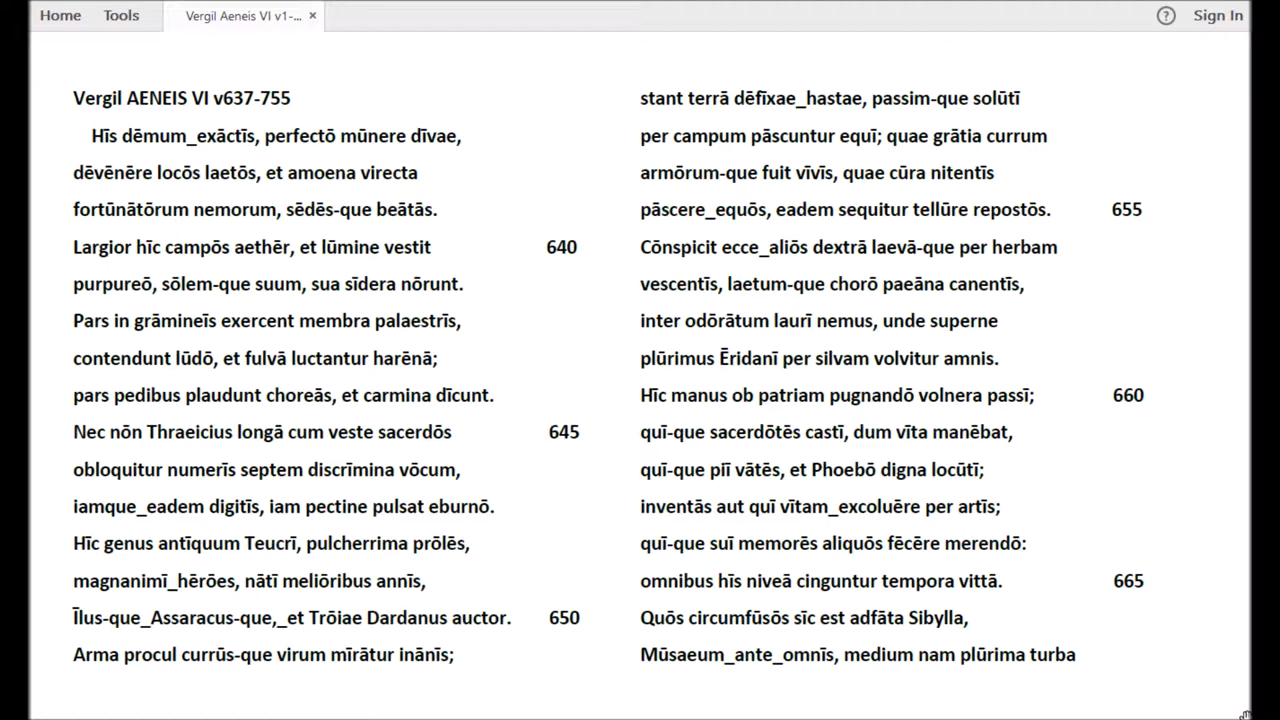 Home Tools Vergil Aeneis VI v1-... × ? Sign In
Vergil AENEIS VI v637-755
Hīs dēmum_exāctīs, perfectō mūnere dīvae,
dēvēnēre locōs laetōs, et amoena virecta
fortūnātōrum nemorum, sēdēs-que beātās.
Largior hīc campōs aethēr, et lūmine vestit 640
purpureō, sōlem-que suum, sua sīdera nōrunt.
Pars in grāmineīs exercent membra palaestrīs,
contendunt lūdō, et fulvā luctantur harēnā;
pars pedibus plaudunt choreās, et carmina dīcunt.
Nec nōn Thraeicius longā cum veste sacerdōs 645
obloquitur numerīs septem discrīmina vōcum,
iamque_eadem digitīs, iam pectine pulsat eburnō.
Hīc genus antīquum Teucrī, pulcherrima prōlēs,
magnanimī_hērōes, nātī meliōribus annīs,
Īlus-que_Assaracus-que,_et Trōiae Dardanus auctor. 650
Arma procul currūs-que virum mīrātur inānīs;
stant terrā dēfīxae_hastae, passim-que solūtī
per campum pāscuntur equī; quae grātia currum
armōrum-que fuit vīvīs, quae cūra nitentīs
pāscere_equōs, eadem sequitur tellūre repostōs. 655
Cōnspicit ecce_aliōs dextrā laevā-que per herbam
vescentīs, laetum-que chorō paeāna canentīs,
inter odōrātum laurī nemus, unde superne
plūrimus Ēridanī per silvam volvitur amnis.
Hīc manus ob patriam pugnandō volnera passī; 660
quī-que sacerdōtēs castī, dum vīta manēbat,
quī-que piī vātēs, et Phoebō digna locūtī;
inventās aut quī vītam_excoluēre per artīs;
quī-que suī memorēs aliquōs fēcēre merendō:
omnibus hīs niveā cinguntur tempora vittā. 665
Quōs circumfūsōs sīc est adfāta Sibylla,
Mūsaeum_ante_omnīs, medium nam plūrima turba